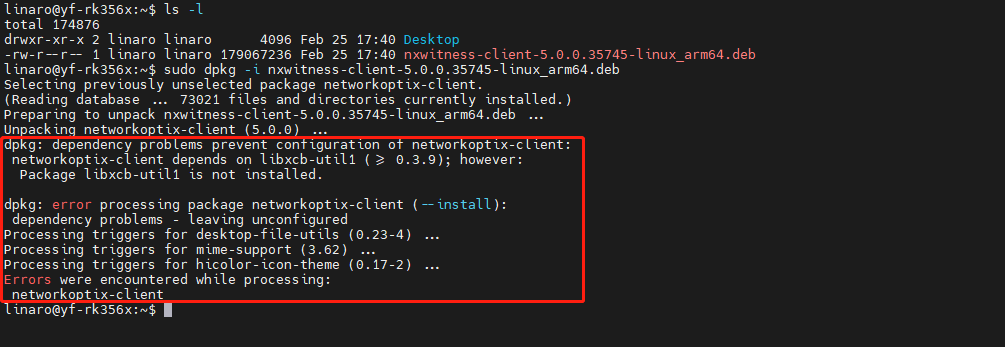 linaro@yf-rk356x:~$ ls -l
total 174876
drwxr-xr-x 2 linaro linaro      4096 Feb 25 17:40 Desktop
-rw-r--r-- 1 linaro linaro 179067236 Feb 25 17:40 nxwitness-client-5.0.0.35745-linux_arm64.deb
linaro@yf-rk356x:~$ sudo dpkg -i nxwitness-client-5.0.0.35745-linux_arm64.deb
Selecting previously unselected package networkoptix-client.
(Reading database ... 73021 files and directories currently installed.)
Preparing to unpack nxwitness-client-5.0.0.35745-linux_arm64.deb ...
Unpacking networkoptix-client (5.0.0) ...
dpkg: dependency problems prevent configuration of networkoptix-client:
 networkoptix-client depends on libxcb-util1 (>= 0.3.9); however:
  Package libxcb-util1 is not installed.

dpkg: error processing package networkoptix-client (--install):
 dependency problems - leaving unconfigured
Processing triggers for desktop-file-utils (0.23-4) ...
Processing triggers for mime-support (3.62) ...
Processing triggers for hicolor-icon-theme (0.17-2) ...
Errors were encountered while processing:
 networkoptix-client
linaro@yf-rk356x:~$